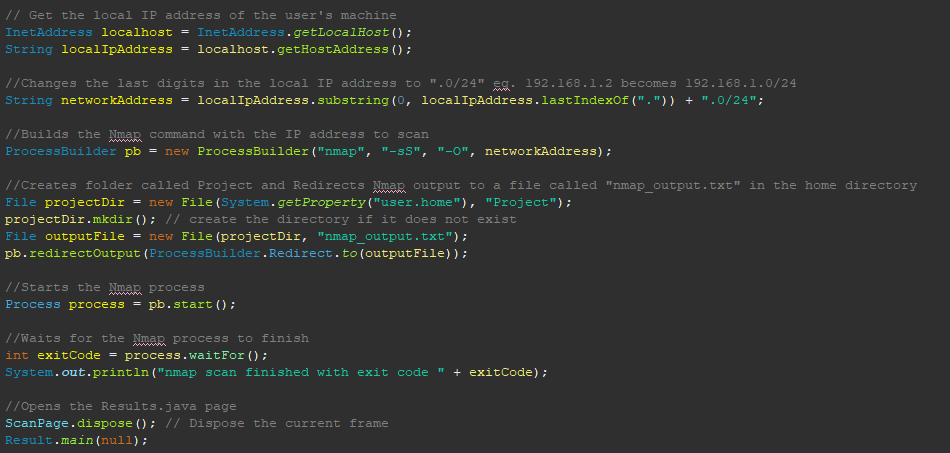 // Get the local IP address of the user's machine
InetAddress localhost = InetAddress.getLocalHost();
String localIpAddress = localhost.getHostAddress();
//Changes the last digits in the local IP address to ".0/24" eg. 192.168.1.2 becomes 192.168.1.0/24
String networkAddress = localIpAddress.substring(0, localIpAddress.lastIndexOf(".")) + ".0/24";
//Builds the Nmap command with the IP address to scan
ProcessBuilder pb = new ProcessBuilder("nmap", "-sS", "-O", networkAddress);
//Creates folder called Project and Redirects Nmap output to a file called "nmap_output.txt" in the home directory
File projectDir = new File(System.getProperty("user.home"), "Project");
projectDir.mkdir(); // create the directory if it does not exist
File outputFile = new File(projectDir, "nmap_output.txt");
pb.redirectOutput(ProcessBuilder.Redirect.to(outputFile));
//Starts the Nmap process
Process process = pb.start();
//Waits for the Nmap process to finish
int exitCode = process.waitFor();
System.out.println("nmap scan finished with exit code " + exitCode);
//Opens the Results.java page
ScanPage.dispose(); // Dispose the current frame
Result.main(null);